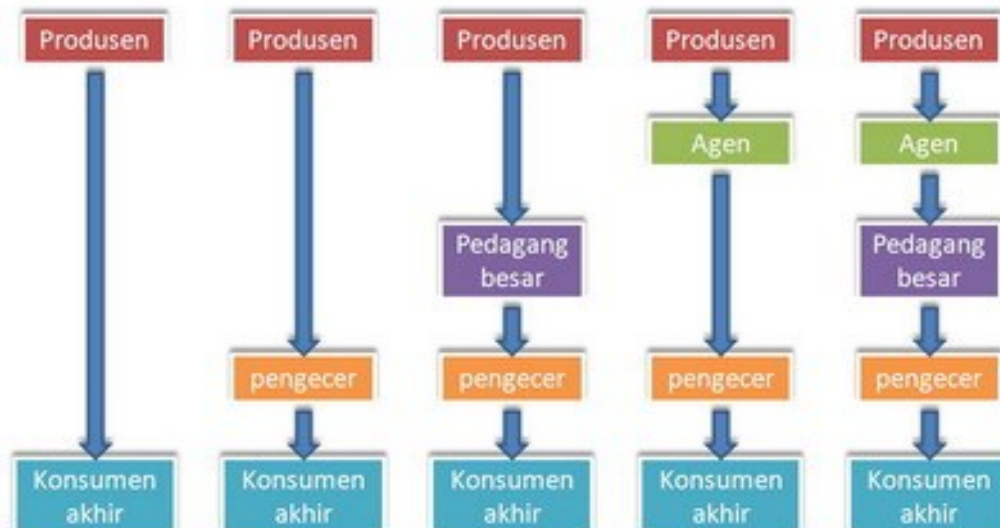 Produsen
Produsen
Produsen
Produsen
Produsen
Agen
Agen
Pedagang
besar
Pedagang
besar
pengecer
pengecer
pengecer
pengecer
Konsumen
akhir
Konsumen
akhir
Konsumen
akhir
Konsumen
akhir
Konsumen
akhir